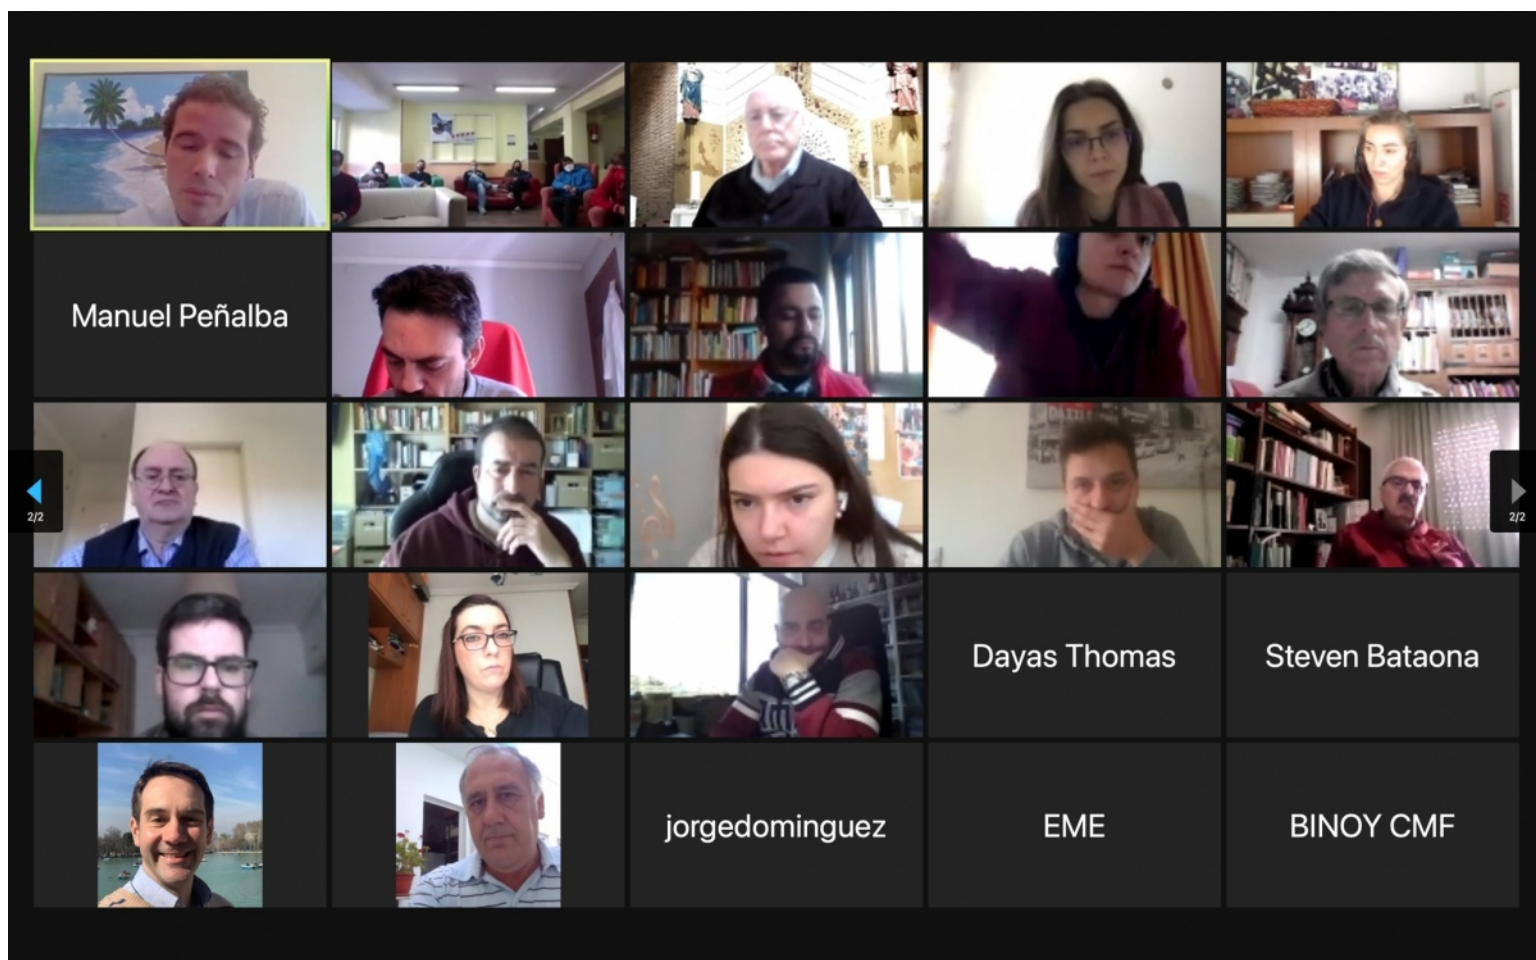 Manuel Peñalba
2/2
2/2
Dayas Thomas
Steven Bataona
jorgedominguez
EME
BINOY CMF